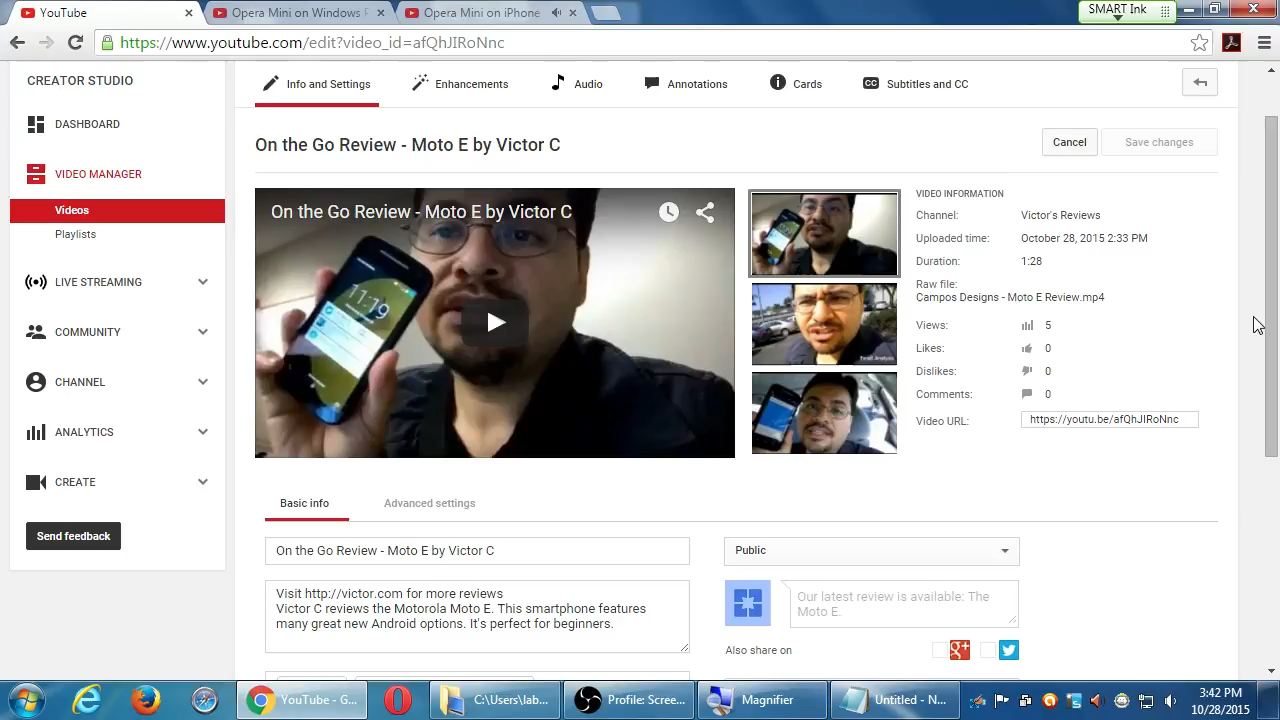 YouTube
Opera Mini on Windows P
Opera Mini on iPhone
SMART Ink
https://www.youtube.com/edit?video_id=afQhJIRoNnc
CREATOR STUDIO
Info and Settings
Enhancements
Audio
Annotations
Cards
CC
Subtitles and CC
DASHBOARD
VIDEO MANAGER
Videos
Playlists
LIVE STREAMING
COMMUNITY
CHANNEL
ANALYTICS
CREATE
Send feedback
On the Go Review - Moto E by Victor C
Cancel
Save changes
On the Go Review - Moto E by Victor C
11:19
VIDEO INFORMATION
Channel: Victor's Reviews
Uploaded time: October 28, 2015 2:33 PM
Duration: 1:28
Raw file:
Campos Designs - Moto E Review.mp4
Views: 5
Likes: 0
Dislikes: 0
Comments: 0
Video URL: https://youtu.be/afQhJIRoNnc
Final Analysis
Basic info
Advanced settings
On the Go Review - Moto E by Victor C
Public
Visit http://victor.com for more reviews
Victor C reviews the Motorola Moto E. This smartphone features
many great new Android options. It's perfect for beginners.
Our latest review is available: The
Moto E.
Also share on
g+
YouTube - G...
C:\Users\lab...
Profile: Scree...
Magnifier
Untitled - N...
3:42 PM
10/28/2015